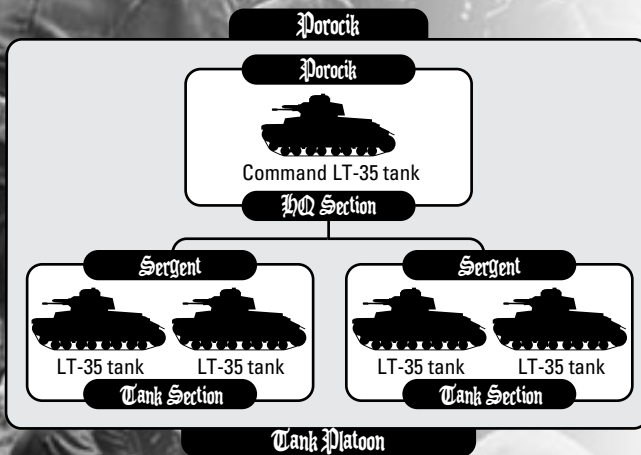 Porocik
Porocik
Command LT-35 tank
HQ Section
Sergent
LT-35 tank LT-35 tank
Tank Section
Sergent
LT-35 tank LT-35 tank
Tank Section
Tank Platoon